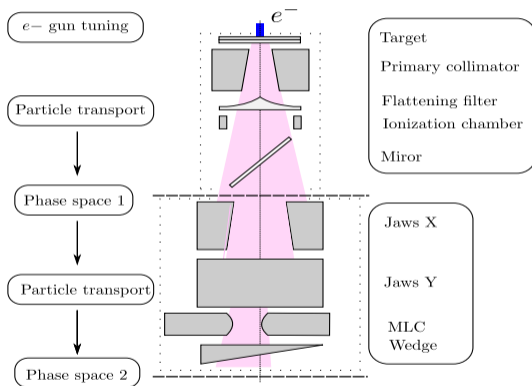 e− gun tuning
Particle transport
Phase space 1
Particle transport
Phase space 2
e−
Target
Primary collimator
Flattening filter
Ionization chamber
Miror
Jaws X
Jaws Y
MLC
Wedge